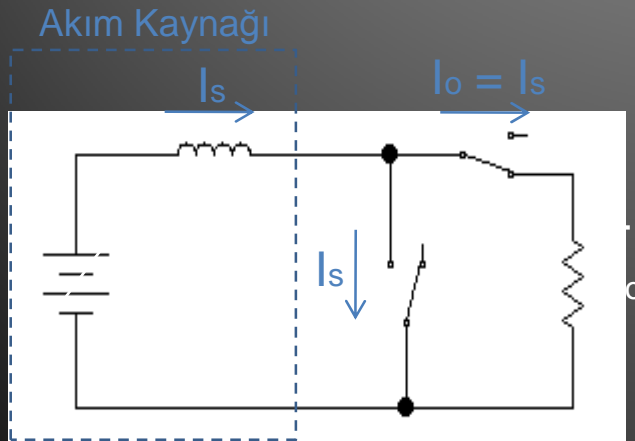 Akım Kaynağı
Is
Io = Is
Is